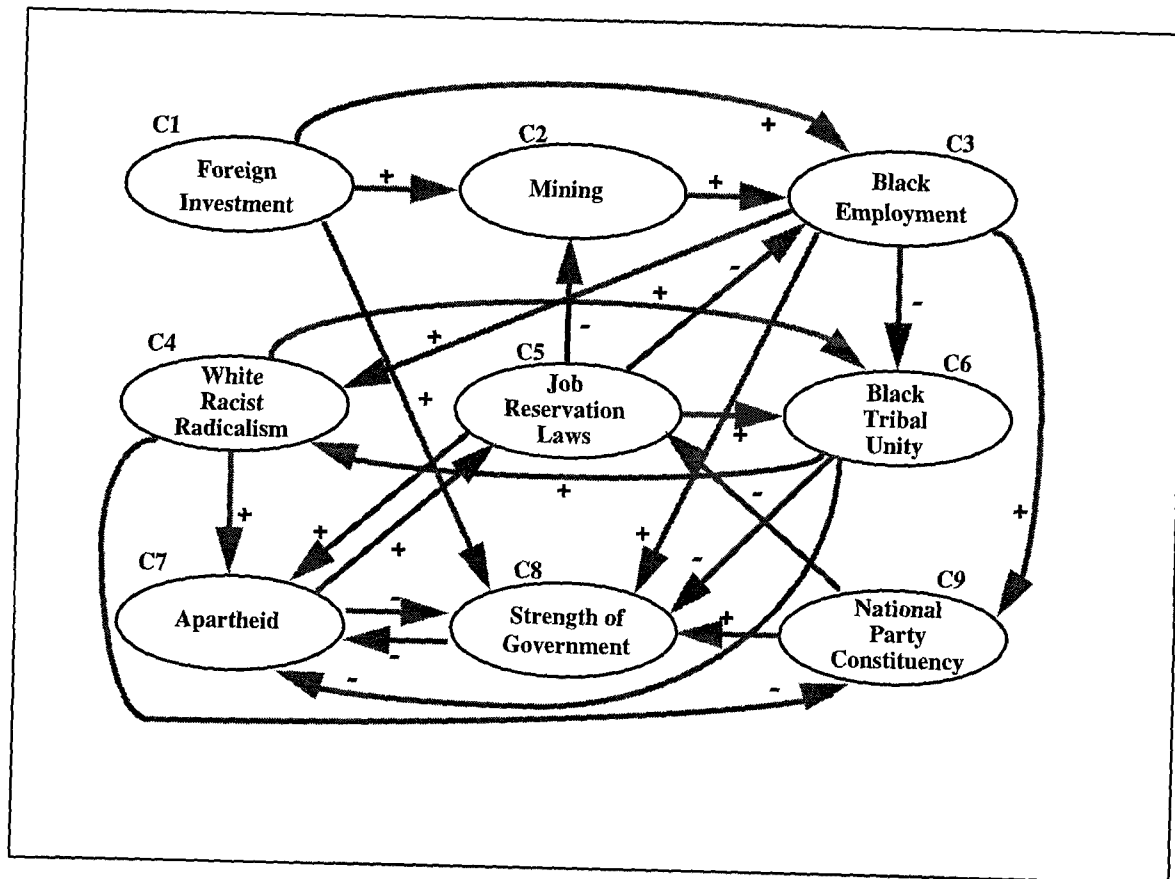 C1
Foreign
Investment
C2
Mining
C3
Black
Employment
+
+
+
+
-
-
-
+
+
+
C4
White
Racist
Radicalism
C5
Job
Reservation
Laws
C6
Black
Tribal
Unity
+
+
-
+
+
+
+
+
-
C7
Apartheid
C8
Strength of
Government
C9
National
Party
Constituency
-
-
+
-
-